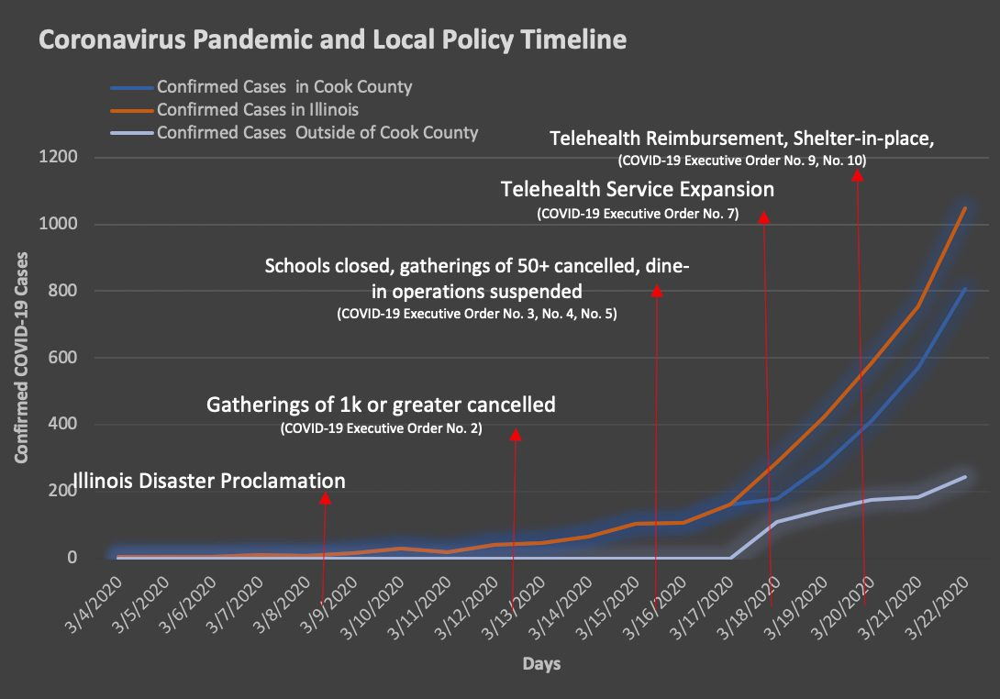 Coronavirus Pandemic and Local Policy Timeline
Confirmed Cases  in Cook County
Confirmed Cases in Illinois
Confirmed Cases  Outside of Cook County
Telehealth Reimbursement, Shelter-in-place,
(COVID-19 Executive Order No. 9, No. 10)
Telehealth Service Expansion
(COVID-19 Executive Order No. 7)
Schools closed, gatherings of 50+ cancelled, dine-
in operations suspended
(COVID-19 Executive Order No. 3, No. 4, No. 5)
Gatherings of 1k or greater cancelled
(COVID-19 Executive Order No. 2)
Illinois Disaster Proclamation
Confirmed COVID-19 Cases
1200
1000
800
600
400
200
0
3/4/2020
3/5/2020
3/6/2020
3/7/2020
3/8/2020
3/9/2020
3/10/2020
3/11/2020
3/12/2020
3/13/2020
3/14/2020
3/15/2020
3/16/2020
3/17/2020
3/18/2020
3/19/2020
3/20/2020
3/21/2020
3/22/2020
Days